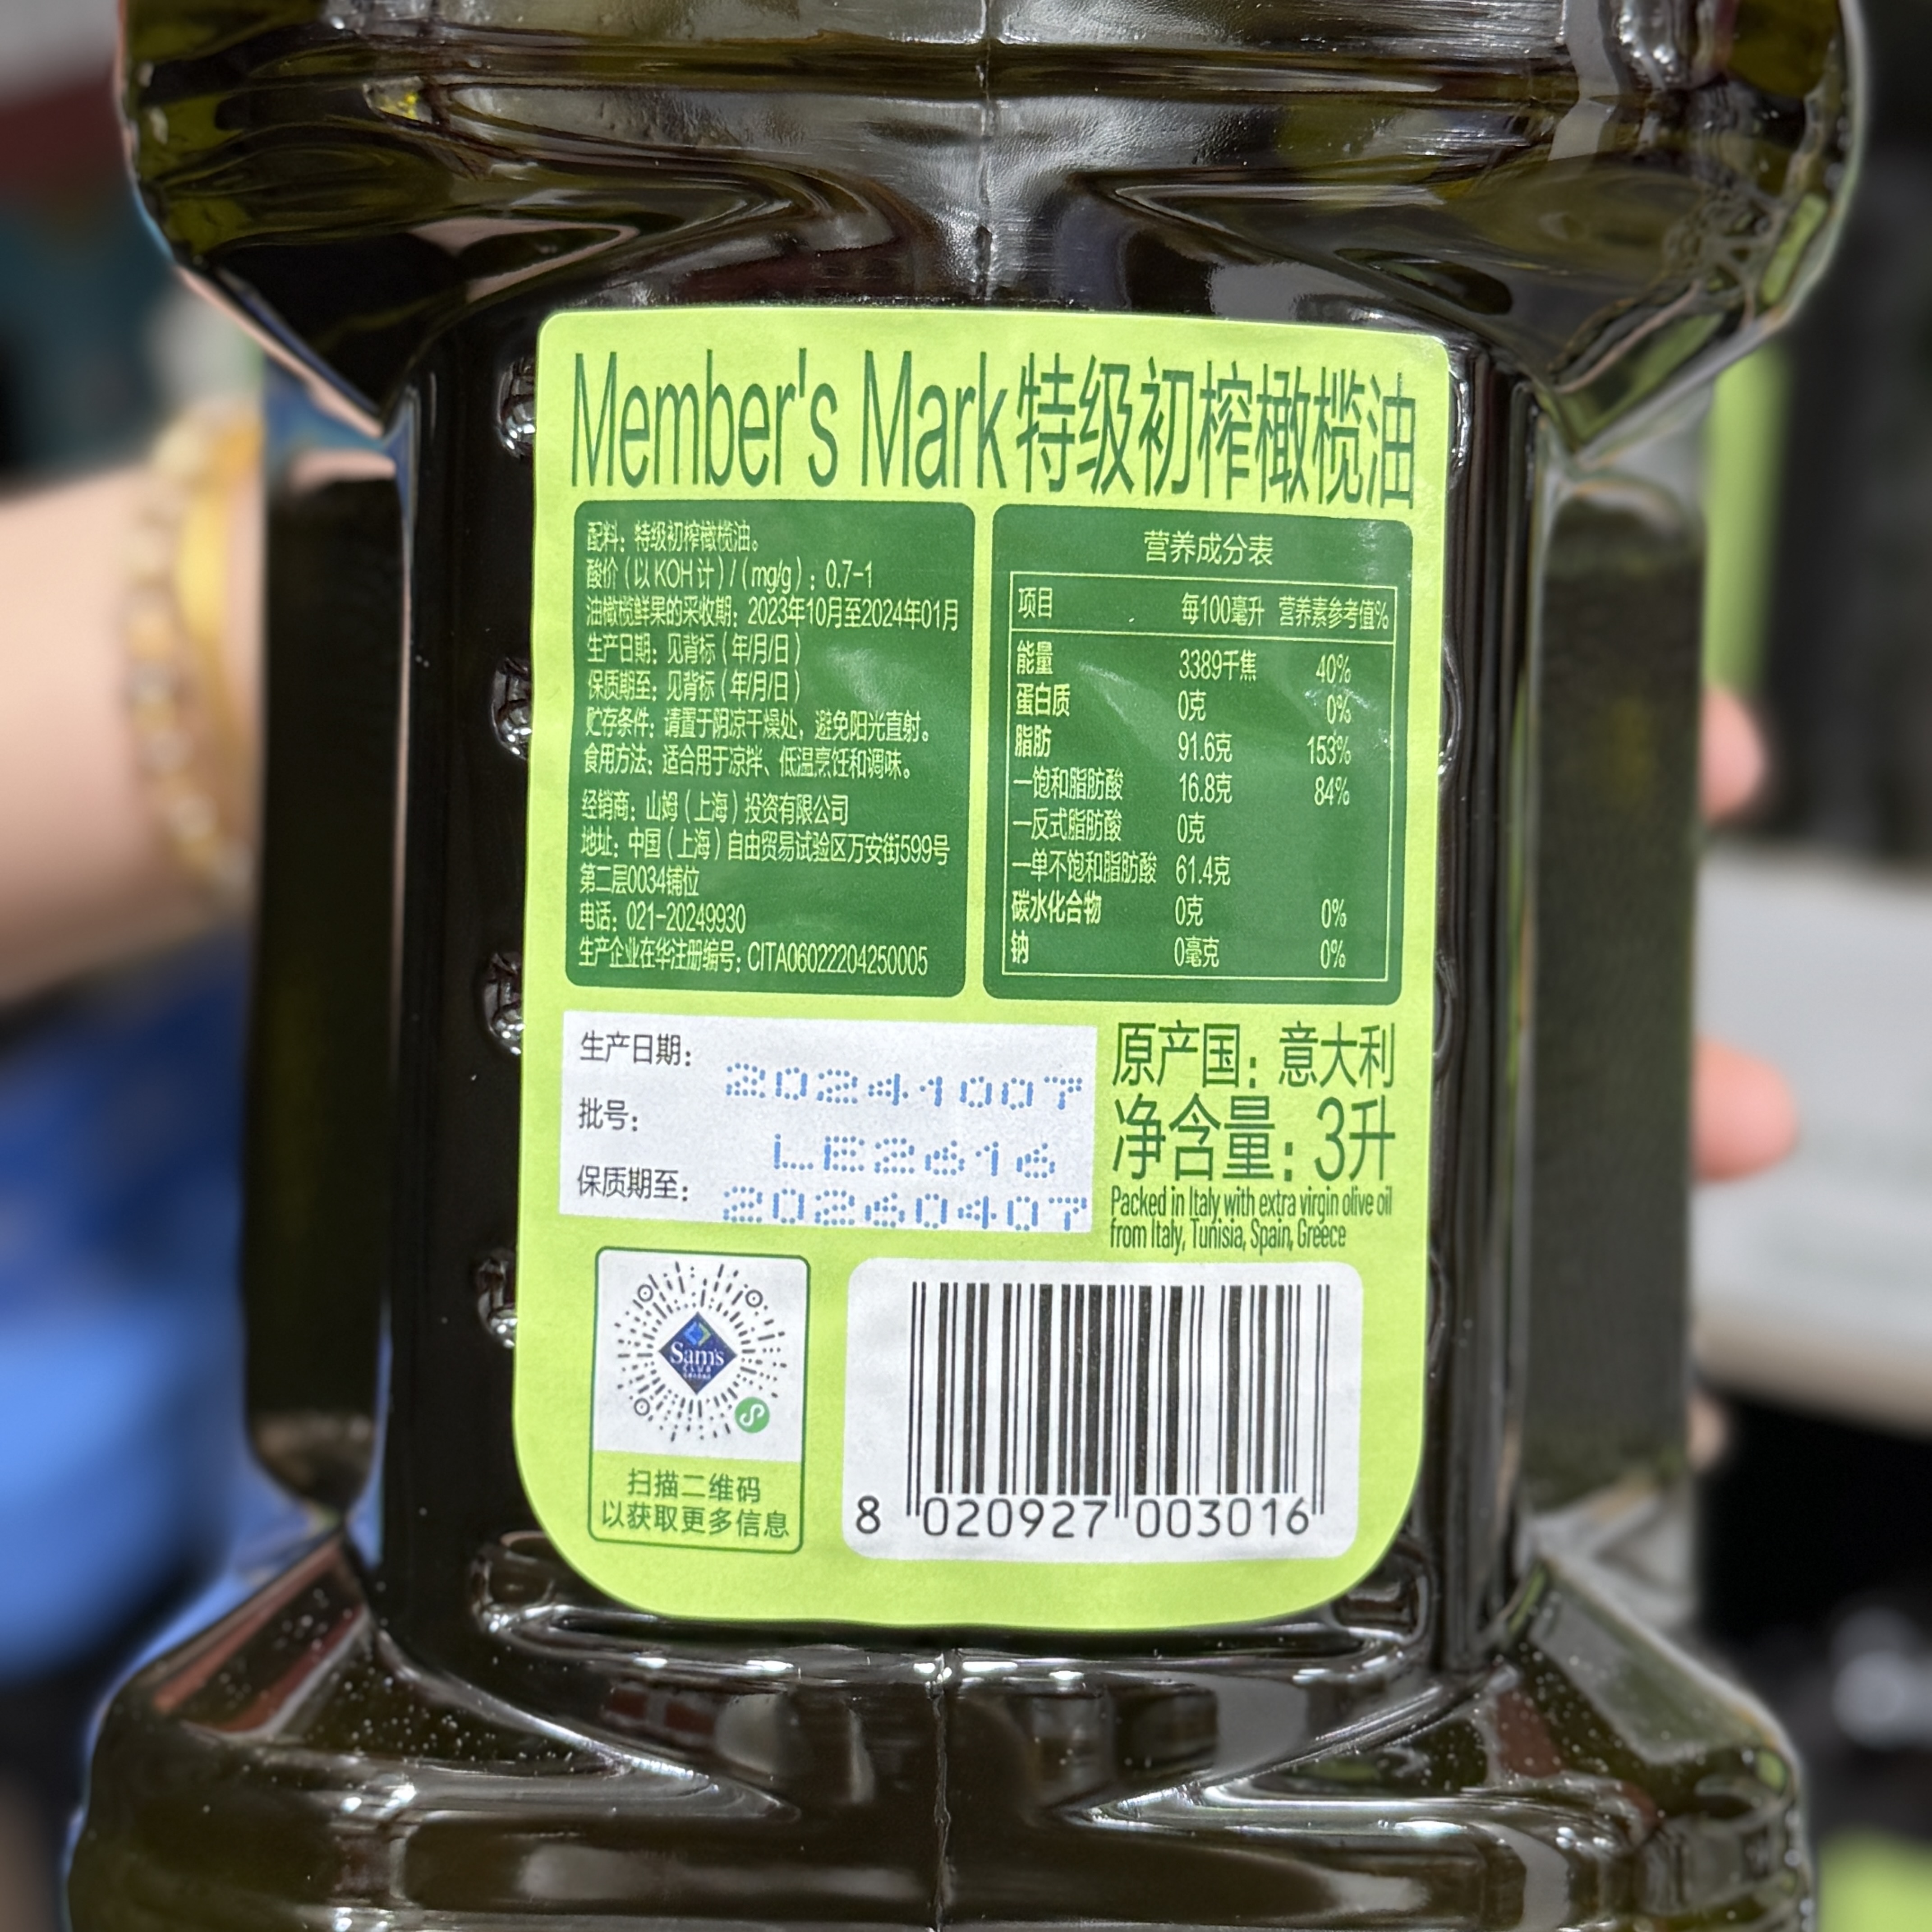 Member's Mark特级初榨橄榄油
配料：特级初榨橄榄油。
酸价（以KOH计）/（mg/g）：0.7-1
油橄榄鲜果的采收期：2023年10月至2024年01月
生产日期：见背标（年/月/日）
保质期至：见背标（年/月/日）
贮存条件：请置于阴凉干燥处，避免阳光直射。
食用方法：适合用于凉拌、低温烹饪和调味。
经销商：山姆（上海）投资有限公司
地址：中国（上海）自由贸易试验区万安街599号
第二层0034铺位
电话：021-20249930
生产企业在华注册编号：CITA06022204250005
营养成分表
项目 每100毫升 营养素参考值%
能量 3389千焦 40%
蛋白质 0克 0%
脂肪 91.6克 153%
—饱和脂肪酸 16.8克 84%
—反式脂肪酸 0克
—单不饱和脂肪酸 61.4克
碳水化合物 0克 0%
钠 0毫克 0%
生产日期：20241007
批号：LE2616
保质期至：20260407
原产国：意大利
净含量：3升
Packed in Italy with extra virgin olive oil
from Italy, Tunisia, Spain, Greece
Sam's
CLUB
扫描二维码
以获取更多信息
8 020927 003016